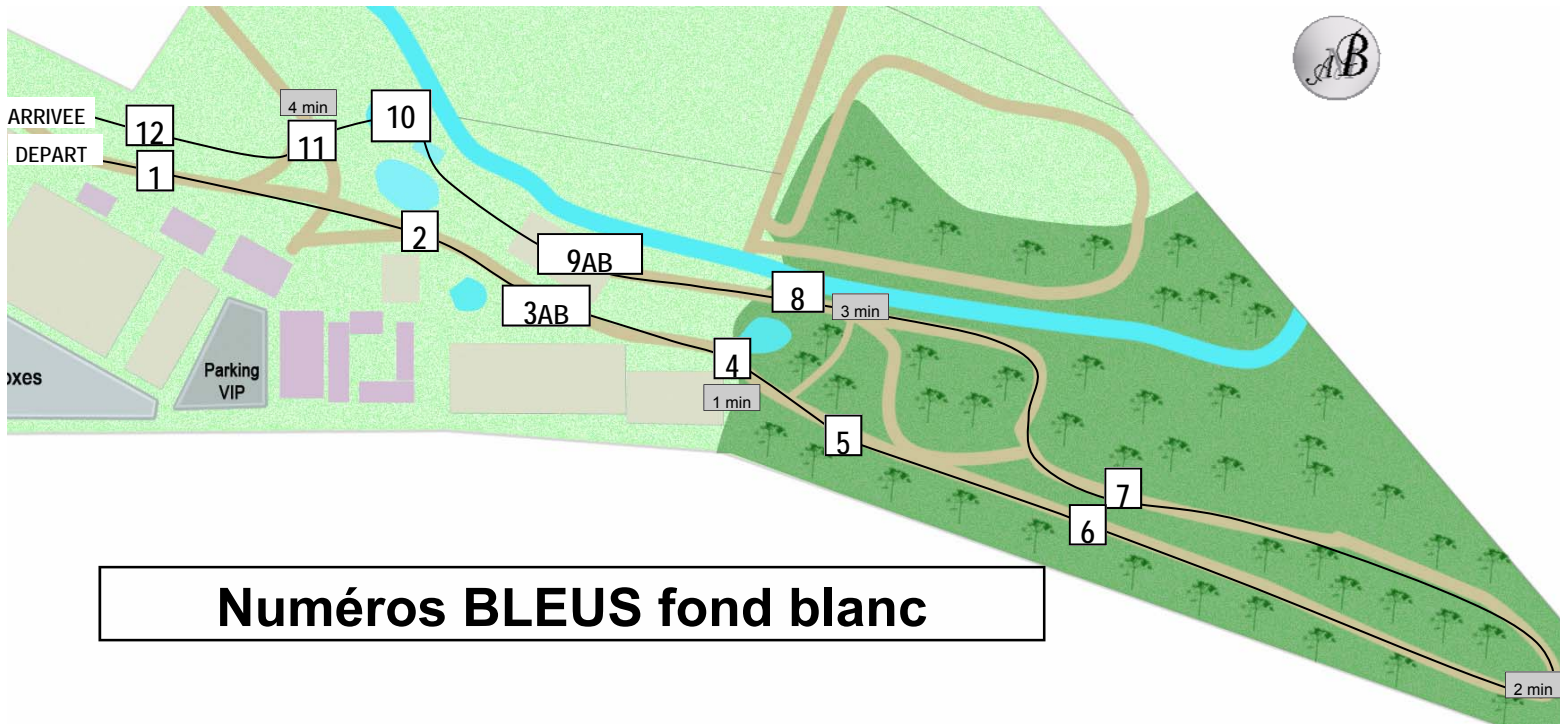 ARRIVEE
DEPART
12
1
4 min
11
10
2
9AB
3AB
8
3 min
4
1 min
5
7
6
2 min
oxes
Parking
VIP
AB
Numéros BLEUS fond blanc